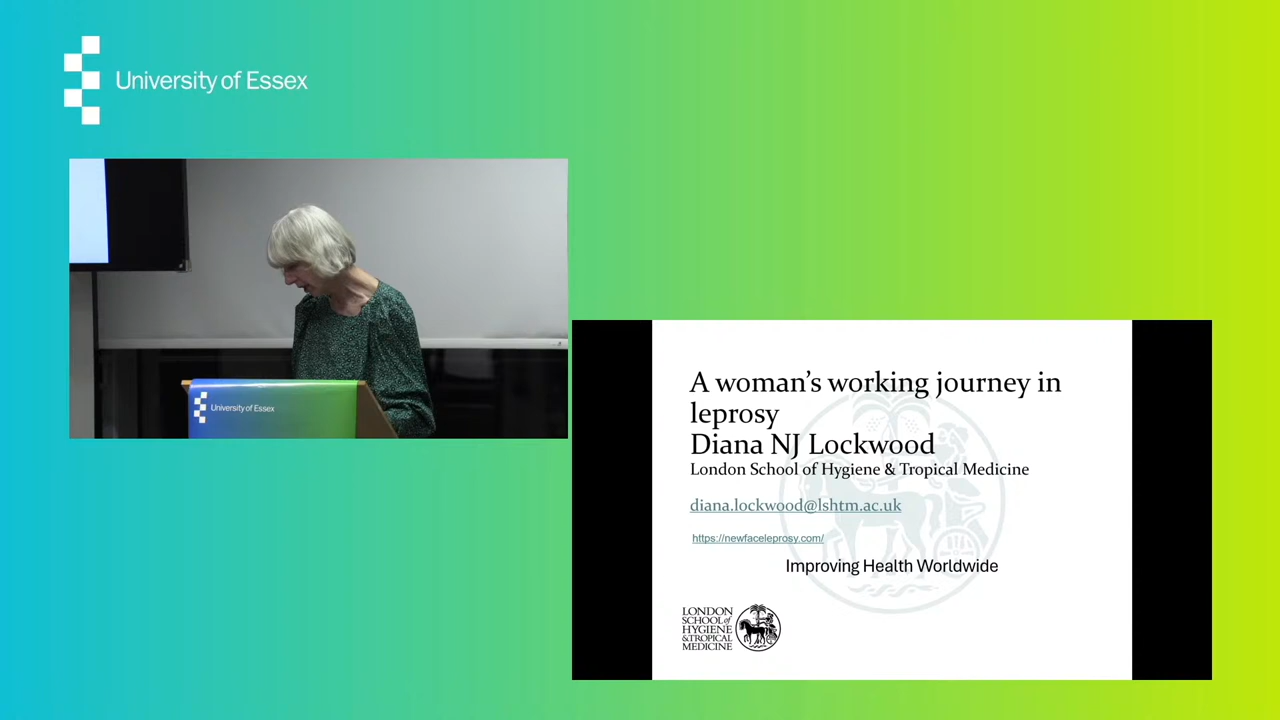 University of Essex
University of Essex
A woman's working journey in
leprosy
Diana NJ Lockwood
London School of Hygiene & Tropical Medicine
diana.lockwood@lshtm.ac.uk
https://newfaceleprosy.com/
Improving Health Worldwide
LONDON
SCHOOL of
HYGIENE
& TROPICAL
MEDICINE